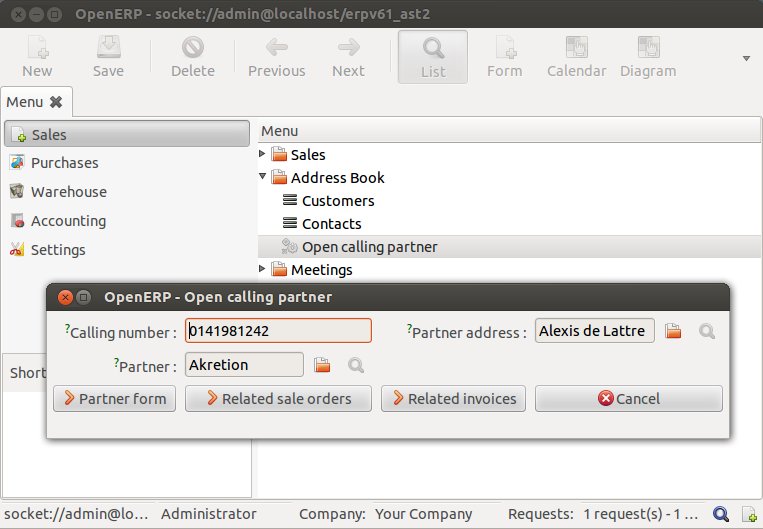 OpenERP - socket://admin@localhost/erpv61_ast2
New Save Delete Previous Next List Form Calendar Diagram
Menu
Sales
Purchases
Warehouse
Accounting
Settings
Short
Menu
Sales
Address Book
Customers
Contacts
Open calling partner
Meetings
OpenERP - Open calling partner
?Calling number : 0141981242 ?Partner address : Alexis de Lattre
?Partner : Akretion
Partner form Related sale orders Related invoices Cancel
socket://admin@lo... Administrator Company: Your Company Requests: 1 request(s) - 1 ...